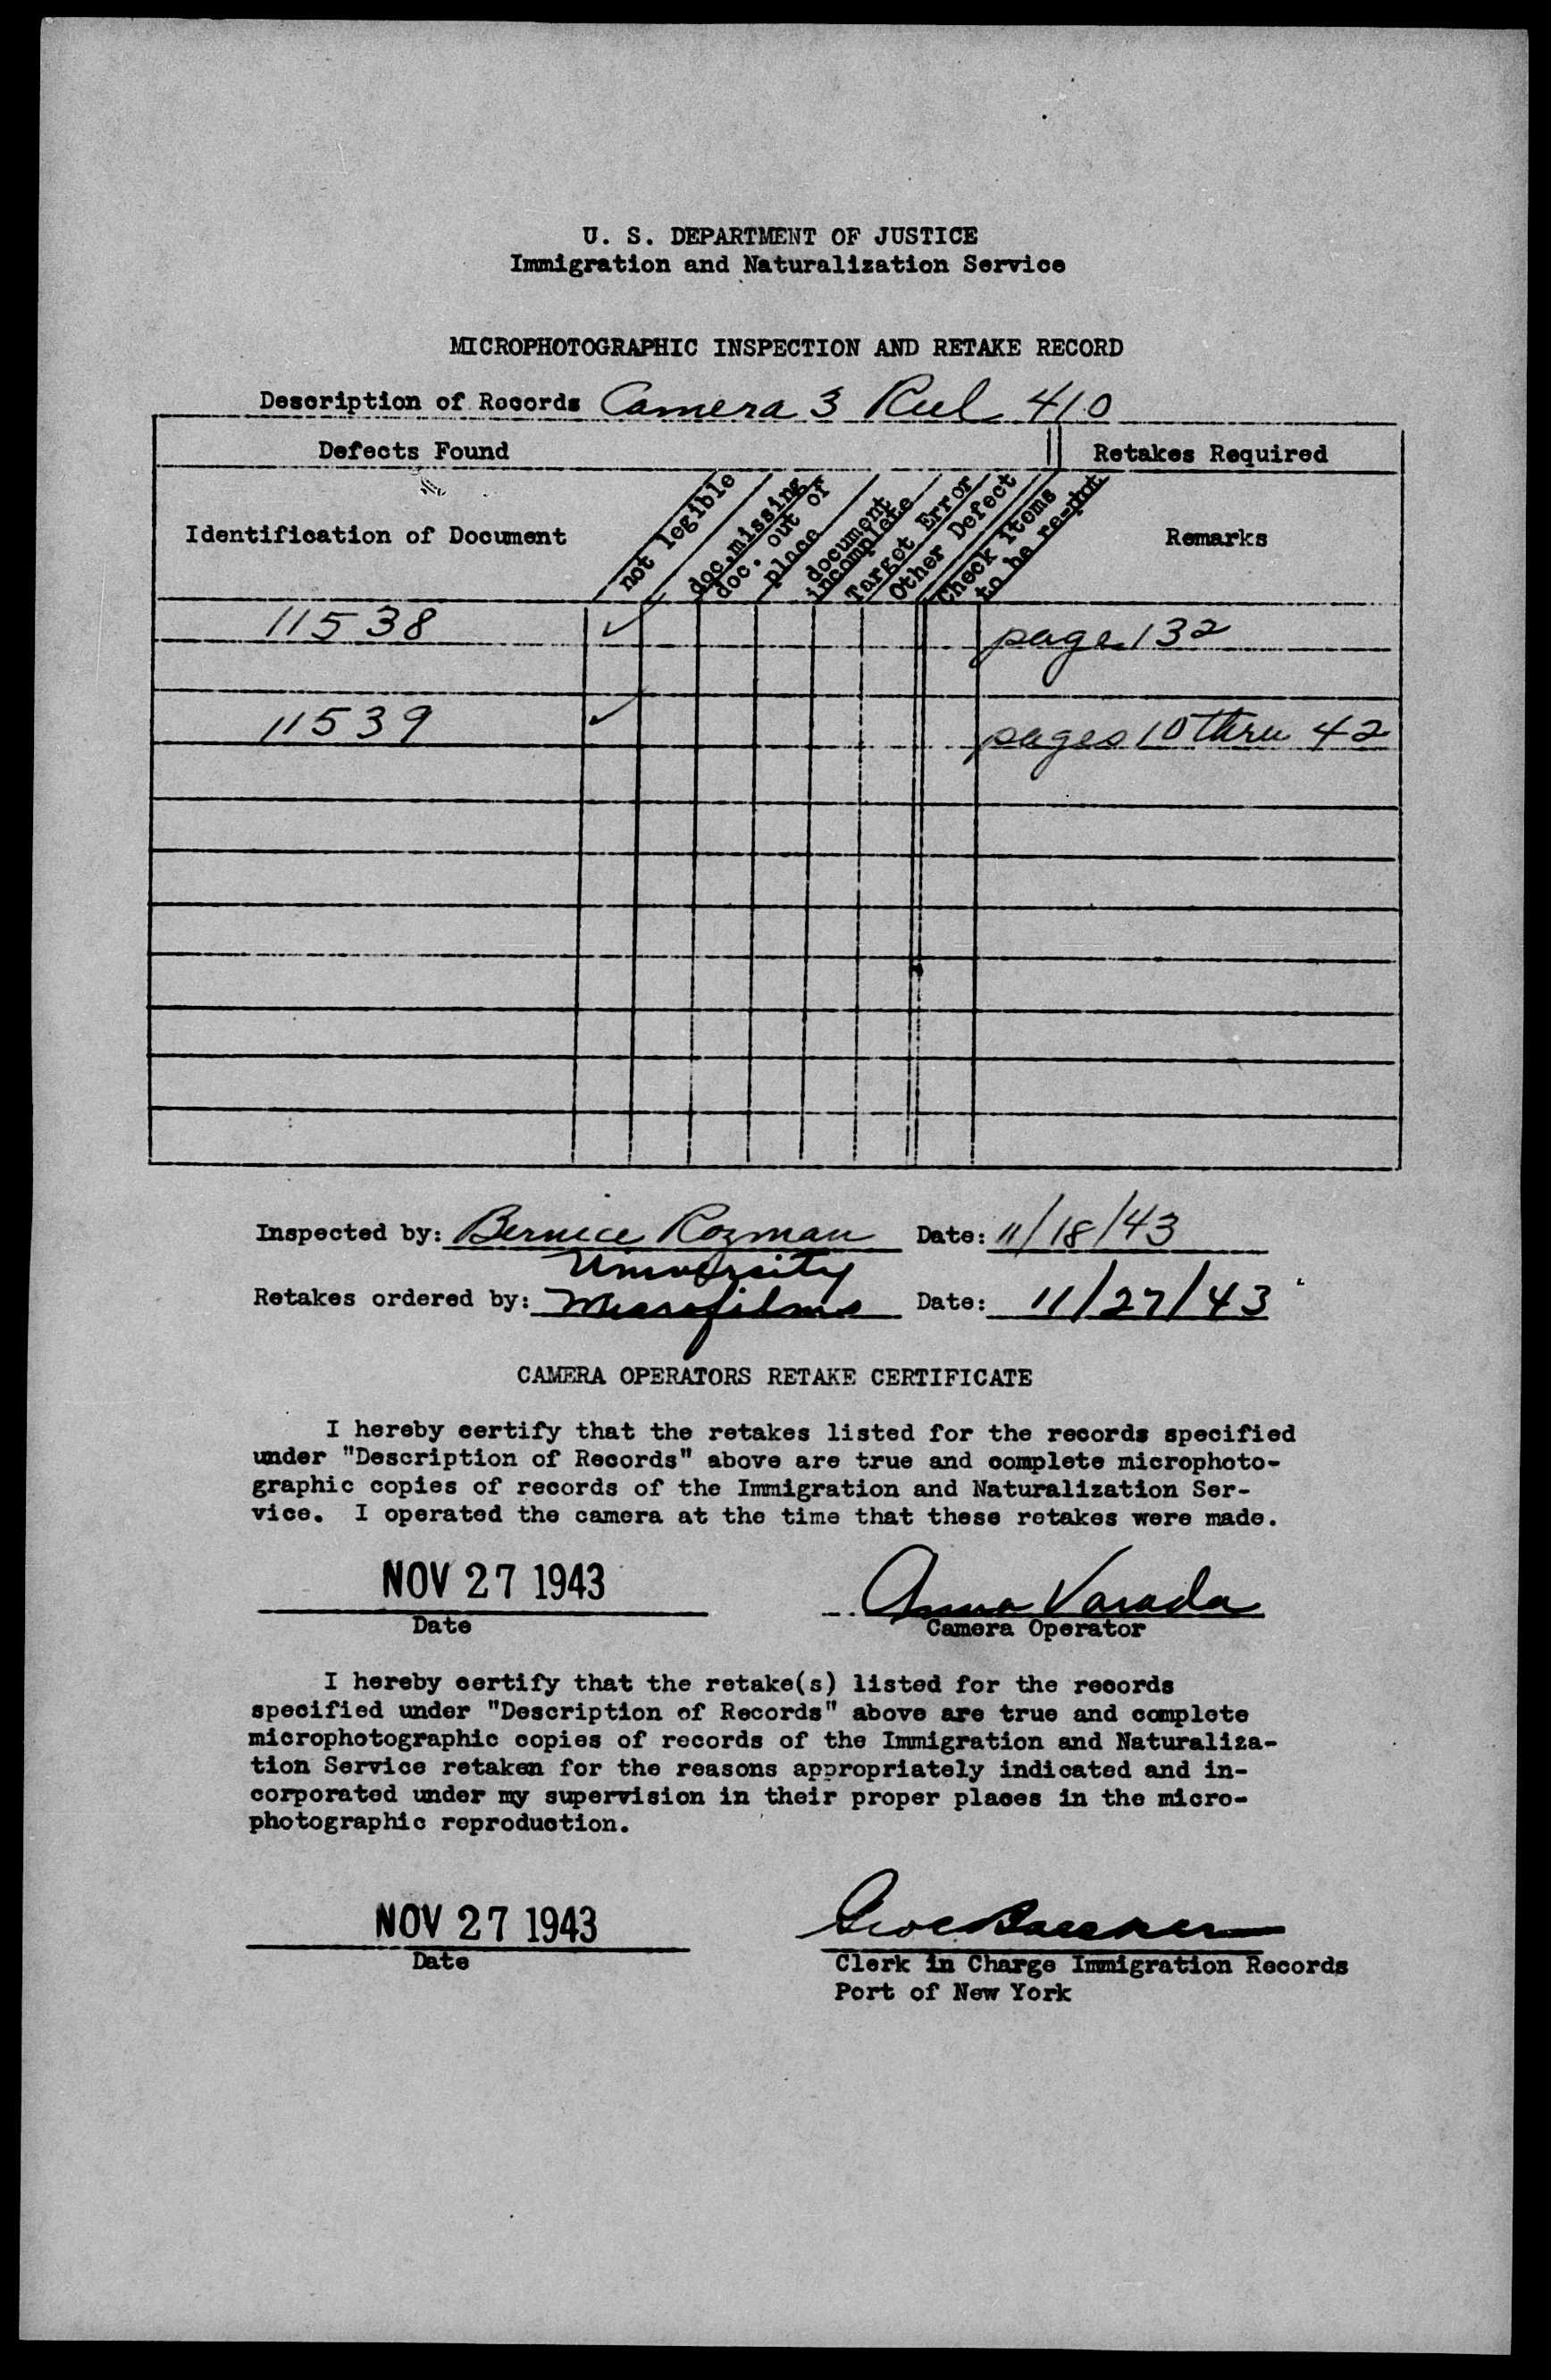 U. S. DEPARTMENT OF JUSTICE
Immigration and Naturalization Service
MICROPHOTOGRAPHIC INSPECTION AND RETAKE RECORD
Description of Records Camera 3 Reel 410
Defects Found Retakes Required
Identification of Document not legible doc. missing doc. out of place document incomplete Target Error Other Defect Check items to be re-phot Remarks
11538 ✓ page 132
11539 ✓ pages 10 thru 42
Inspected by: Bernice Rozman Date: 11/18/43
University
Retakes ordered by: Microfilms Date: 11/27/43
CAMERA OPERATORS RETAKE CERTIFICATE
I hereby certify that the retakes listed for the records specified
under "Description of Records" above are true and complete microphoto-
graphic copies of records of the Immigration and Naturalization Ser-
vice. I operated the camera at the time that these retakes were made.
NOV 27 1943 Anna Varada
Date Camera Operator
I hereby certify that the retake(s) listed for the records
specified under "Description of Records" above are true and complete
microphotographic copies of records of the Immigration and Naturaliza-
tion Service retaken for the reasons appropriately indicated and in-
corporated under my supervision in their proper places in the micro-
photographic reproduction.
NOV 27 1943
Date Clerk in Charge Immigration Records
Port of New York